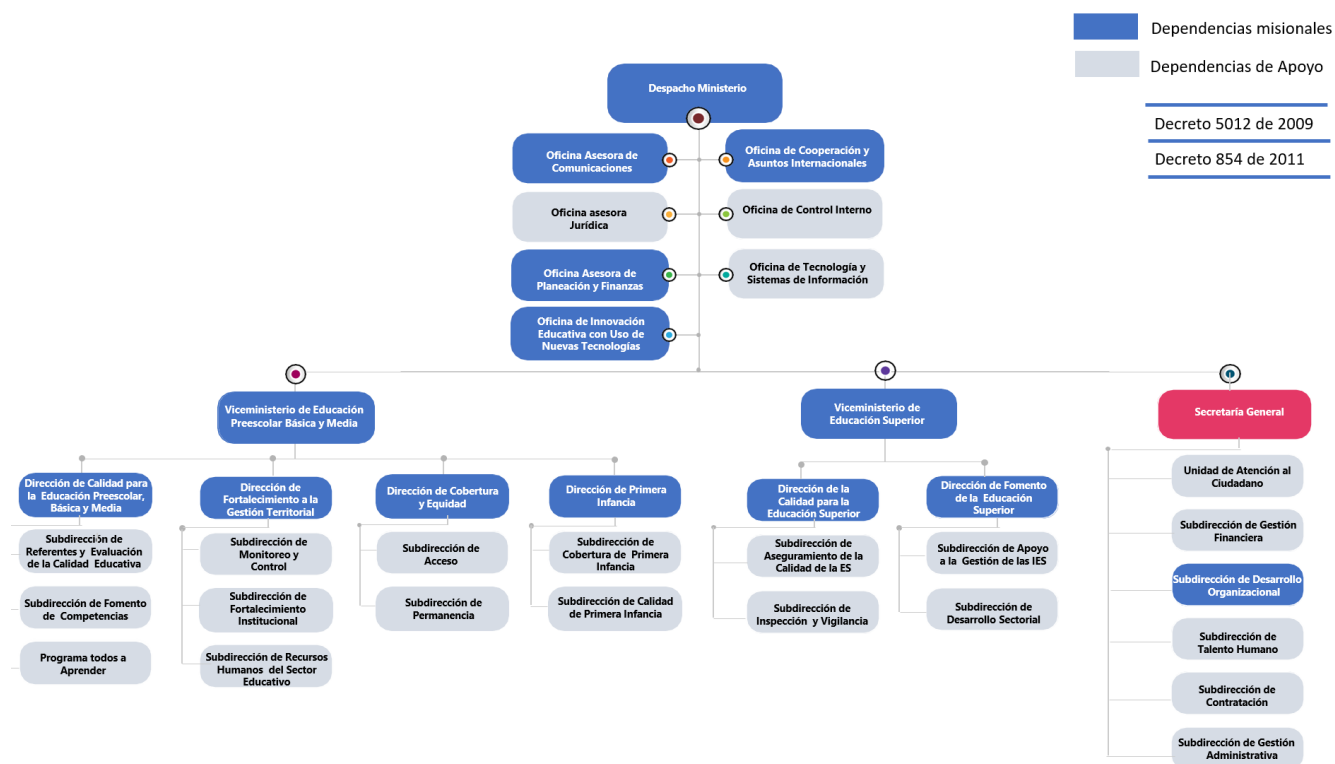 Dependencias misionales
Dependencias de Apoyo
Decreto 5012 de 2009
Decreto 854 de 2011
Despacho Ministerio
Oficina Asesora de
Comunicaciones
Oficina de Cooperación y
Asuntos Internacionales
Oficina asesora
Jurídica
Oficina de Control Interno
Oficina Asesora de
Planeación y Finanzas
Oficina de Tecnología y
Sistemas de Información
Oficina de Innovación
Educativa con Uso de
Nuevas Tecnologías
Viceministerio de Educación
Preescolar Básica y Media
Viceministerio de
Educación Superior
Secretaría General
Dirección de Calidad para
la Educación Preescolar,
Básica y Media
Subdirección de
Referentes y Evaluación
de la Calidad Educativa
Subdirección de Fomento
de Competencias
Programa todos a
Aprender
Dirección de
Fortalecimiento a la
Gestión Territorial
Subdirección de
Monitoreo y
Control
Subdirección de
Fortalecimiento
Institucional
Subdirección de Recursos
Humanos del Sector
Educativo
Dirección de Cobertura
y Equidad
Subdirección de
Acceso
Subdirección de
Permanencia
Dirección de Primera
Infancia
Subdirección de
Cobertura de Primera
Infancia
Subdirección de Calidad
de Primera Infancia
Dirección de la
Calidad para la
Educación Superior
Subdirección de
Aseguramiento de la
Calidad de la ES
Subdirección de
Inspección y Vigilancia
Dirección de Fomento
de la Educación
Superior
Subdirección de Apoyo
a la Gestión de las IES
Subdirección de
Desarrollo Sectorial
Unidad de Atención al
Ciudadano
Subdirección de Gestión
Financiera
Subdirección de Desarrollo
Organizacional
Subdirección de
Talento Humano
Subdirección de
Contratación
Subdirección de Gestión
Administrativa